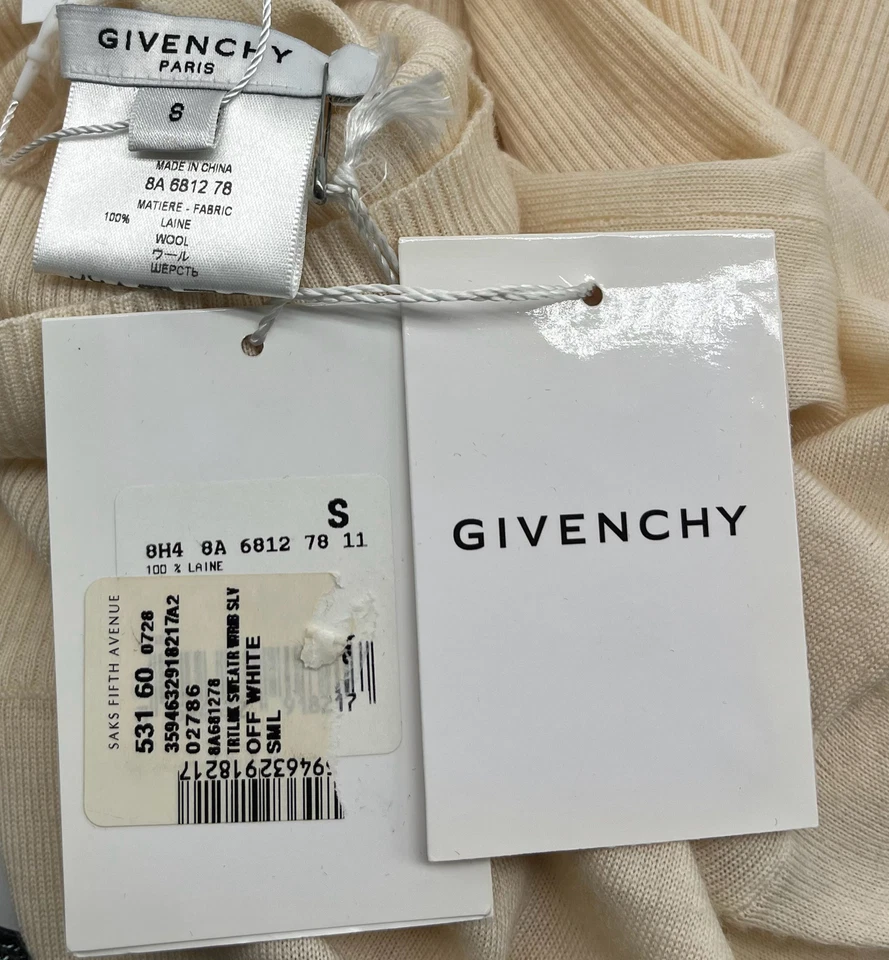 GIVENCHY
PARIS
S
MADE IN CHINA
8A 6812 78
MATIERE - FABRIC
100% LAINE
WOOL
ウール
ШЕРСТЬ
GIVENCHY
S
8H4 8A 6812 78 11
100 % LAINE
SAKS FIFTH AVENUE
531 60 0728
3594632918217A2
02786
8A681278
TRTLNK SWEATR WRIB SLV
OFF WHITE
SML
94632918217